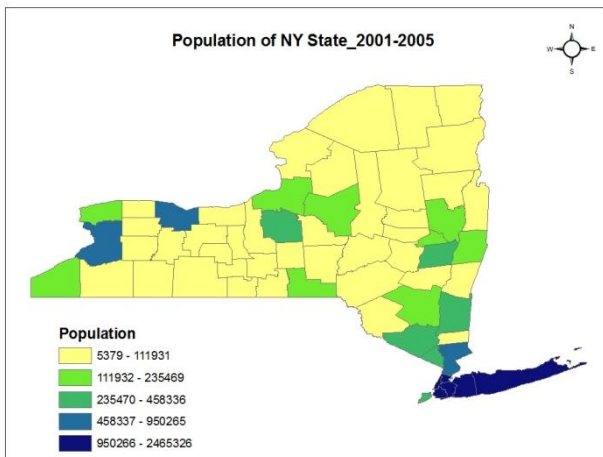 Population of NY State_2001-2005
N
W E
S
Population
5379 - 111931
111932 - 235469
235470 - 458336
458337 - 950265
950266 - 2465326